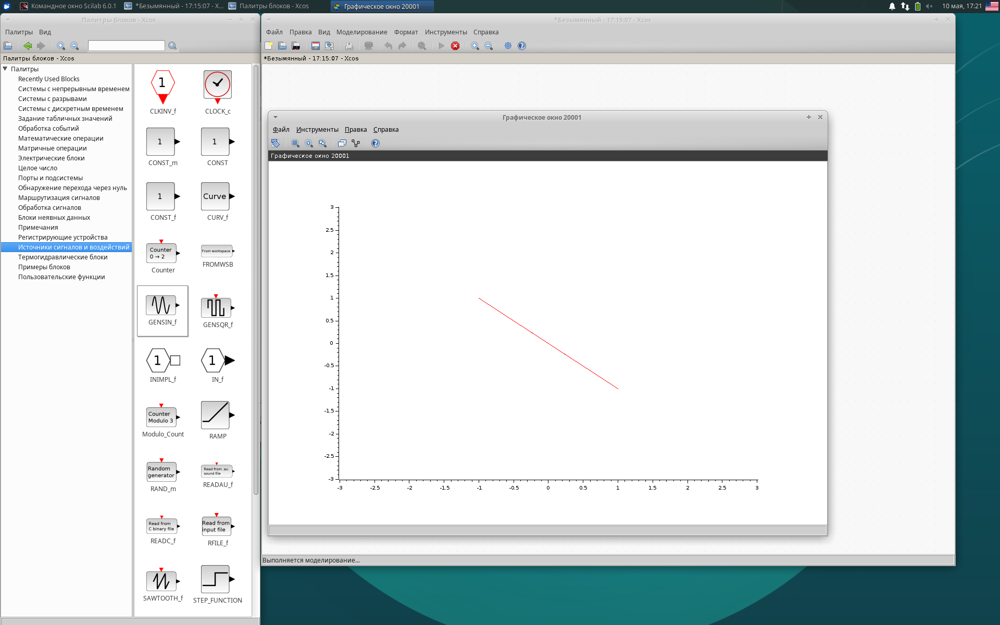 Командное окно Scilab 6.0.1
*Безымянный - 17:15:07 - X...
Палитры блоков - Xcos
Графическое окно 20001
10 мая, 17:21
Палитры блоков - Xcos
Палитры Вид
Палитры блоков - Xcos
Палитры
Recently Used Blocks
Системы с непрерывным временем
Системы с разрывами
Системы с дискретным временем
Задание табличных значений
Обработка событий
Математические операции
Матричные операции
Электрические блоки
Целое число
Порты и подсистемы
Обнаружение перехода через нуль
Маршрутизация сигналов
Обработка сигналов
Блоки неявных данных
Примечания
Регистрирующие устройства
Источники сигналов и воздействий
Термогидравлические блоки
Примеры блоков
Пользовательские функции
1
CLKINV_f
CLOCK_c
1
CONST_m
1
CONST
1
CONST_f
Curve
CURV_f
Counter
0 → 2
Counter
From workspace
FROMWSB
GENSIN_f
GENSQR_f
1
INIMPL_f
1
IN_f
Counter
Modulo 3
Modulo_Count
RAMP
Random
generator
RAND_m
Read from .au
sound file
READAU_f
Read from
C binary file
READC_f
Read from
input file
RFILE_f
SAWTOOTH_f
STEP_FUNCTION
*Безымянный - 17:15:07 - Xcos
Файл Правка Вид Моделирование Формат Инструменты Справка
*Безымянный - 17:15:07 - Xcos
Графическое окно 20001
Файл Инструменты Правка Справка
Графическое окно 20001
3
2.5
2
1.5
1
0.5
0
-0.5
-1
-1.5
-2
-2.5
-3
-3 -2.5 -2 -1.5 -1 -0.5 0 0.5 1 1.5 2 2.5 3
Выполняется моделирование...